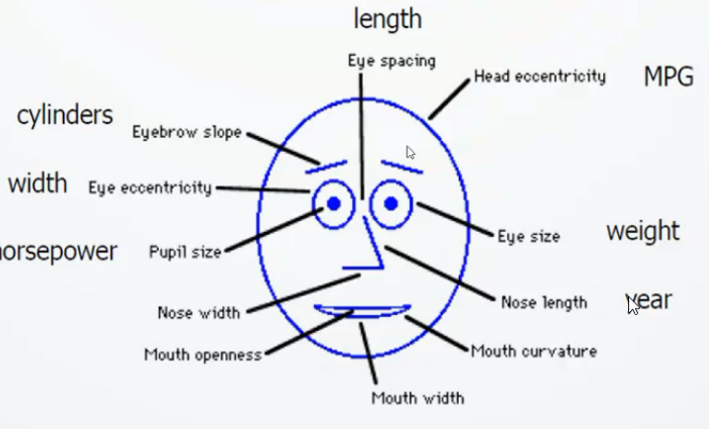 length
Eye spacing
Head eccentricity MPG
cylinders
Eyebrow slope
width Eye eccentricity
Eye size weight
orsepower Pupil size
Nose length year
Nose width
Mouth openness Mouth curvature
Mouth width